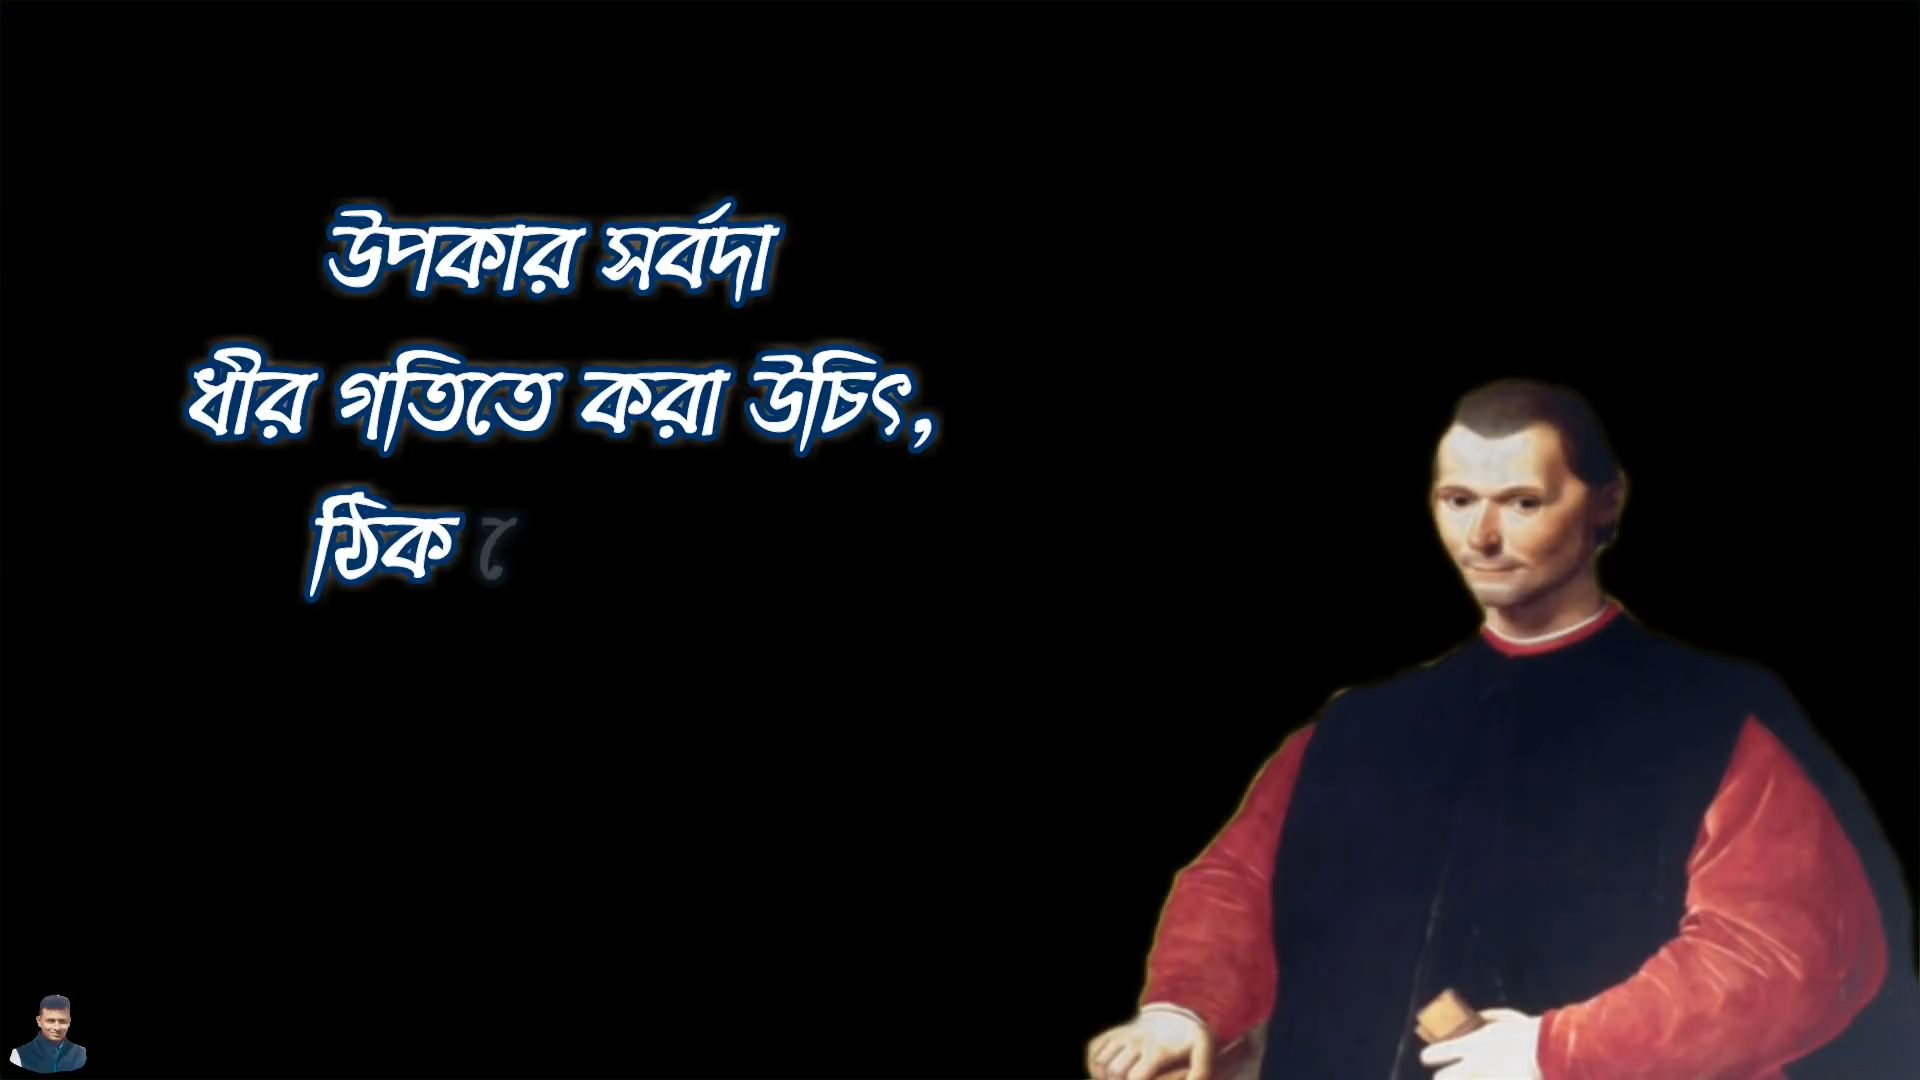 উপকার সর্বদা
ধীর গতিতে করা উচিৎ,
ঠিক